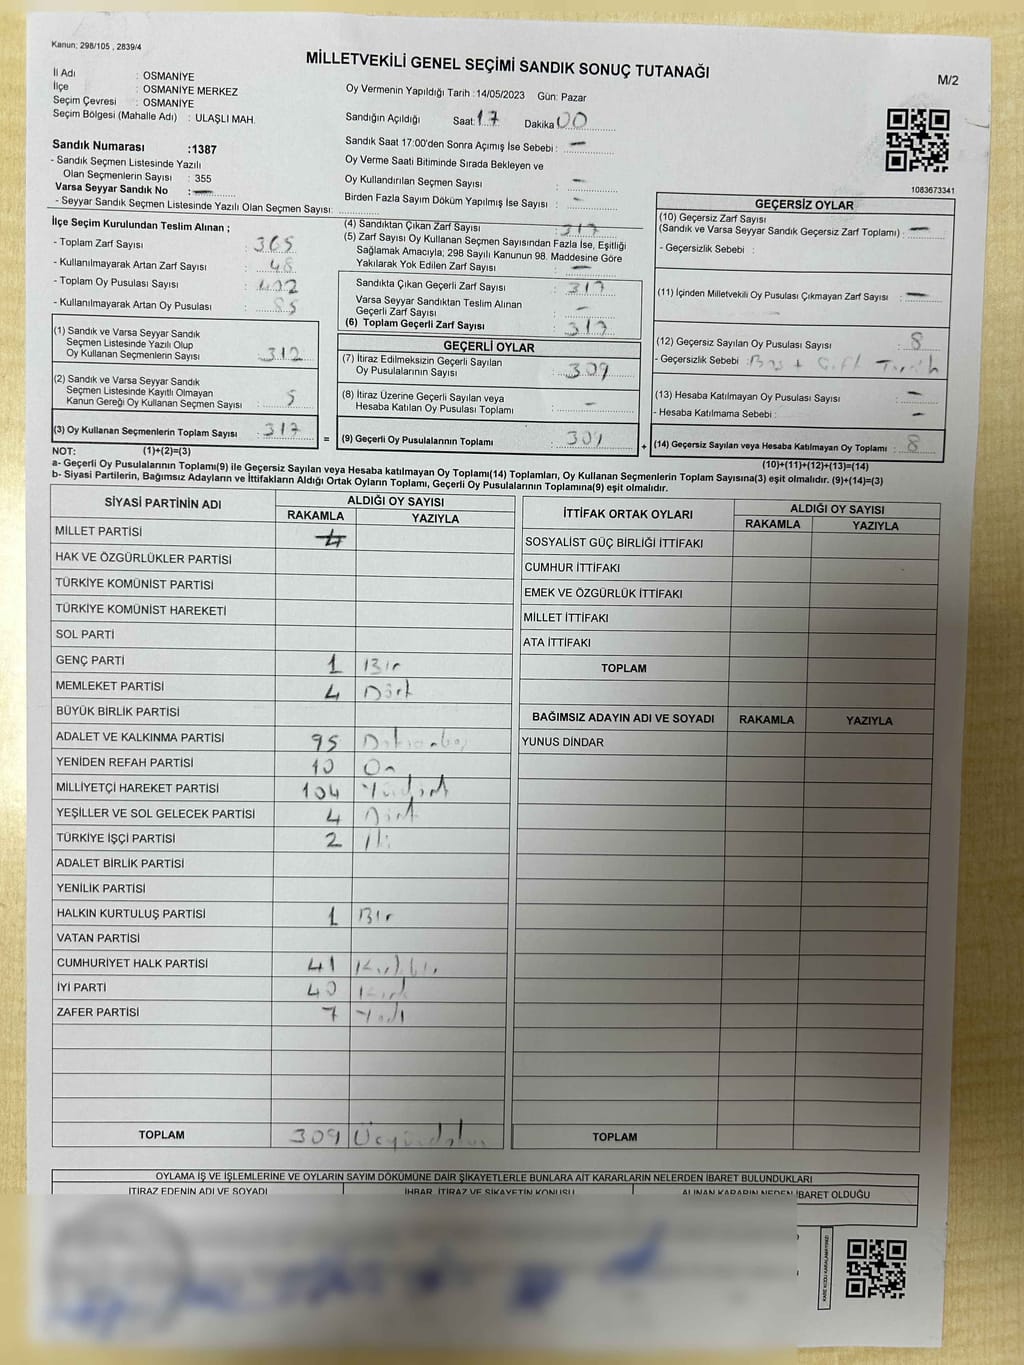 Kanun: 298/105 , 2839/4
MİLLETVEKİLİ GENEL SEÇİMİ SANDIK SONUÇ TUTANAĞI
M/2
İl Adı : OSMANİYE
İlçe : OSMANİYE MERKEZ
Seçim Çevresi : OSMANİYE
Seçim Bölgesi (Mahalle Adı) : ULAŞLI MAH.
Oy Vermenin Yapıldığı Tarih : 14/05/2023 Gün: Pazar
Sandığın Açıldığı Saat: 17 Dakika 00
Sandık Saat 17:00'den Sonra Açımış İse Sebebi : —
Oy Verme Saati Bitiminde Sırada Bekleyen ve
Oy Kullandırılan Seçmen Sayısı : —
Birden Fazla Sayım Döküm Yapılmış İse Sayısı : —
1083673341
Sandık Numarası :1387
- Sandık Seçmen Listesinde Yazılı
Olan Seçmenlerin Sayısı : 355
Varsa Seyyar Sandık No : —
- Seyyar Sandık Seçmen Listesinde Yazılı Olan Seçmen Sayısı:
İlçe Seçim Kurulundan Teslim Alınan ;
- Toplam Zarf Sayısı : 365
- Kullanılmayarak Artan Zarf Sayısı : 48
- Toplam Oy Pusulası Sayısı : 402
- Kullanılmayarak Artan Oy Pusulası : 85
(1) Sandık ve Varsa Seyyar Sandık
Seçmen Listesinde Yazılı Olup
Oy Kullanan Seçmenlerin Sayısı : 312
(2) Sandık ve Varsa Seyyar Sandık
Seçmen Listesinde Kayıtlı Olmayan
Kanun Gereği Oy Kullanan Seçmen Sayısı : 5
(3) Oy Kullanan Seçmenlerin Toplam Sayısı : 317
(4) Sandıktan Çıkan Zarf Sayısı : 317
(5) Zarf Sayısı Oy Kullanan Seçmen Sayısından Fazla İse, Eşitliği
Sağlamak Amacıyla; 298 Sayılı Kanunun 98. Maddesine Göre
Yakılarak Yok Edilen Zarf Sayısı : —
Sandıkta Çıkan Geçerli Zarf Sayısı : 317
Varsa Seyyar Sandıktan Teslim Alınan
Geçerli Zarf Sayısı : —
(6) Toplam Geçerli Zarf Sayısı : 317
GEÇERLİ OYLAR
(7) İtiraz Edilmeksizin Geçerli Sayılan
Oy Pusulalarının Sayısı : 309
(8) İtiraz Üzerine Geçerli Sayılan veya
Hesaba Katılan Oy Pusulası Toplamı : —
= (9) Geçerli Oy Pusulalarının Toplamı : 309
GEÇERSİZ OYLAR
(10) Geçersiz Zarf Sayısı
(Sandık ve Varsa Seyyar Sandık Geçersiz Zarf Toplamı) : —
- Geçersizlik Sebebi :
(11) İçinden Milletvekili Oy Pusulası Çıkmayan Zarf Sayısı : —
(12) Geçersiz Sayılan Oy Pusulası Sayısı : 8
- Geçersizlik Sebebi : Boş + Çift
(13) Hesaba Katılmayan Oy Pusulası Sayısı : —
- Hesaba Katılmama Sebebi : —
+ (14) Geçersiz Sayılan veya Hesaba Katılmayan Oy Toplamı : 8
NOT: (1)+(2)=(3)
(10)+(11)+(12)+(13)=(14)
a- Geçerli Oy Pusulalarının Toplamı(9) ile Geçersiz Sayılan veya Hesaba katılmayan Oy Toplamı(14) Toplamları, Oy Kullanan Seçmenlerin Toplam Sayısına(3) eşit olmalıdır. (9)+(14)=(3)
b- Siyasi Partilerin, Bağımsız Adayların ve İttifakların Aldığı Ortak Oyların Toplamı, Geçerli Oy Pusulalarının Toplamına(9) eşit olmalıdır.
SİYASİ PARTİNİN ADI ALDIĞI OY SAYISI
RAKAMLA YAZIYLA
MİLLET PARTİSİ
HAK VE ÖZGÜRLÜKLER PARTİSİ
TÜRKİYE KOMÜNİST PARTİSİ
TÜRKİYE KOMÜNİST HAREKETİ
SOL PARTİ
GENÇ PARTİ 1 Bir
MEMLEKET PARTİSİ 4 Dört
BÜYÜK BİRLİK PARTİSİ
ADALET VE KALKINMA PARTİSİ 95 Doksanbeş
YENİDEN REFAH PARTİSİ 10 On
MİLLİYETÇİ HAREKET PARTİSİ 104 Yüzdört
YEŞİLLER VE SOL GELECEK PARTİSİ 4 Dört
TÜRKİYE İŞÇİ PARTİSİ 2 İki
ADALET BİRLİK PARTİSİ
YENİLİK PARTİSİ
HALKIN KURTULUŞ PARTİSİ 1 Bir
VATAN PARTİSİ
CUMHURİYET HALK PARTİSİ 41 Kırkbir
İYİ PARTİ 40 Kırk
ZAFER PARTİSİ 7 Yedi
TOPLAM 309 Üçyüzdokuz
İTTİFAK ORTAK OYLARI ALDIĞI OY SAYISI
RAKAMLA YAZIYLA
SOSYALİST GÜÇ BİRLİĞİ İTTİFAKI
CUMHUR İTTİFAKI
EMEK VE ÖZGÜRLÜK İTTİFAKI
MİLLET İTTİFAKI
ATA İTTİFAKI
TOPLAM
BAĞIMSIZ ADAYIN ADI VE SOYADI RAKAMLA YAZIYLA
YUNUS DİNDAR
TOPLAM
OYLAMA İŞ VE İŞLEMLERİNE VE OYLARIN SAYIM DÖKÜMÜNE DAİR ŞİKAYETLERLE BUNLARA AİT KARARLARIN NELERDEN İBARET BULUNDUKLARI
İTİRAZ EDENİN ADI VE SOYADI İHBAR, İTİRAZ VE ŞİKAYETİN KONUSU ALINAN KARARIN NEDEN İBARET OLDUĞU